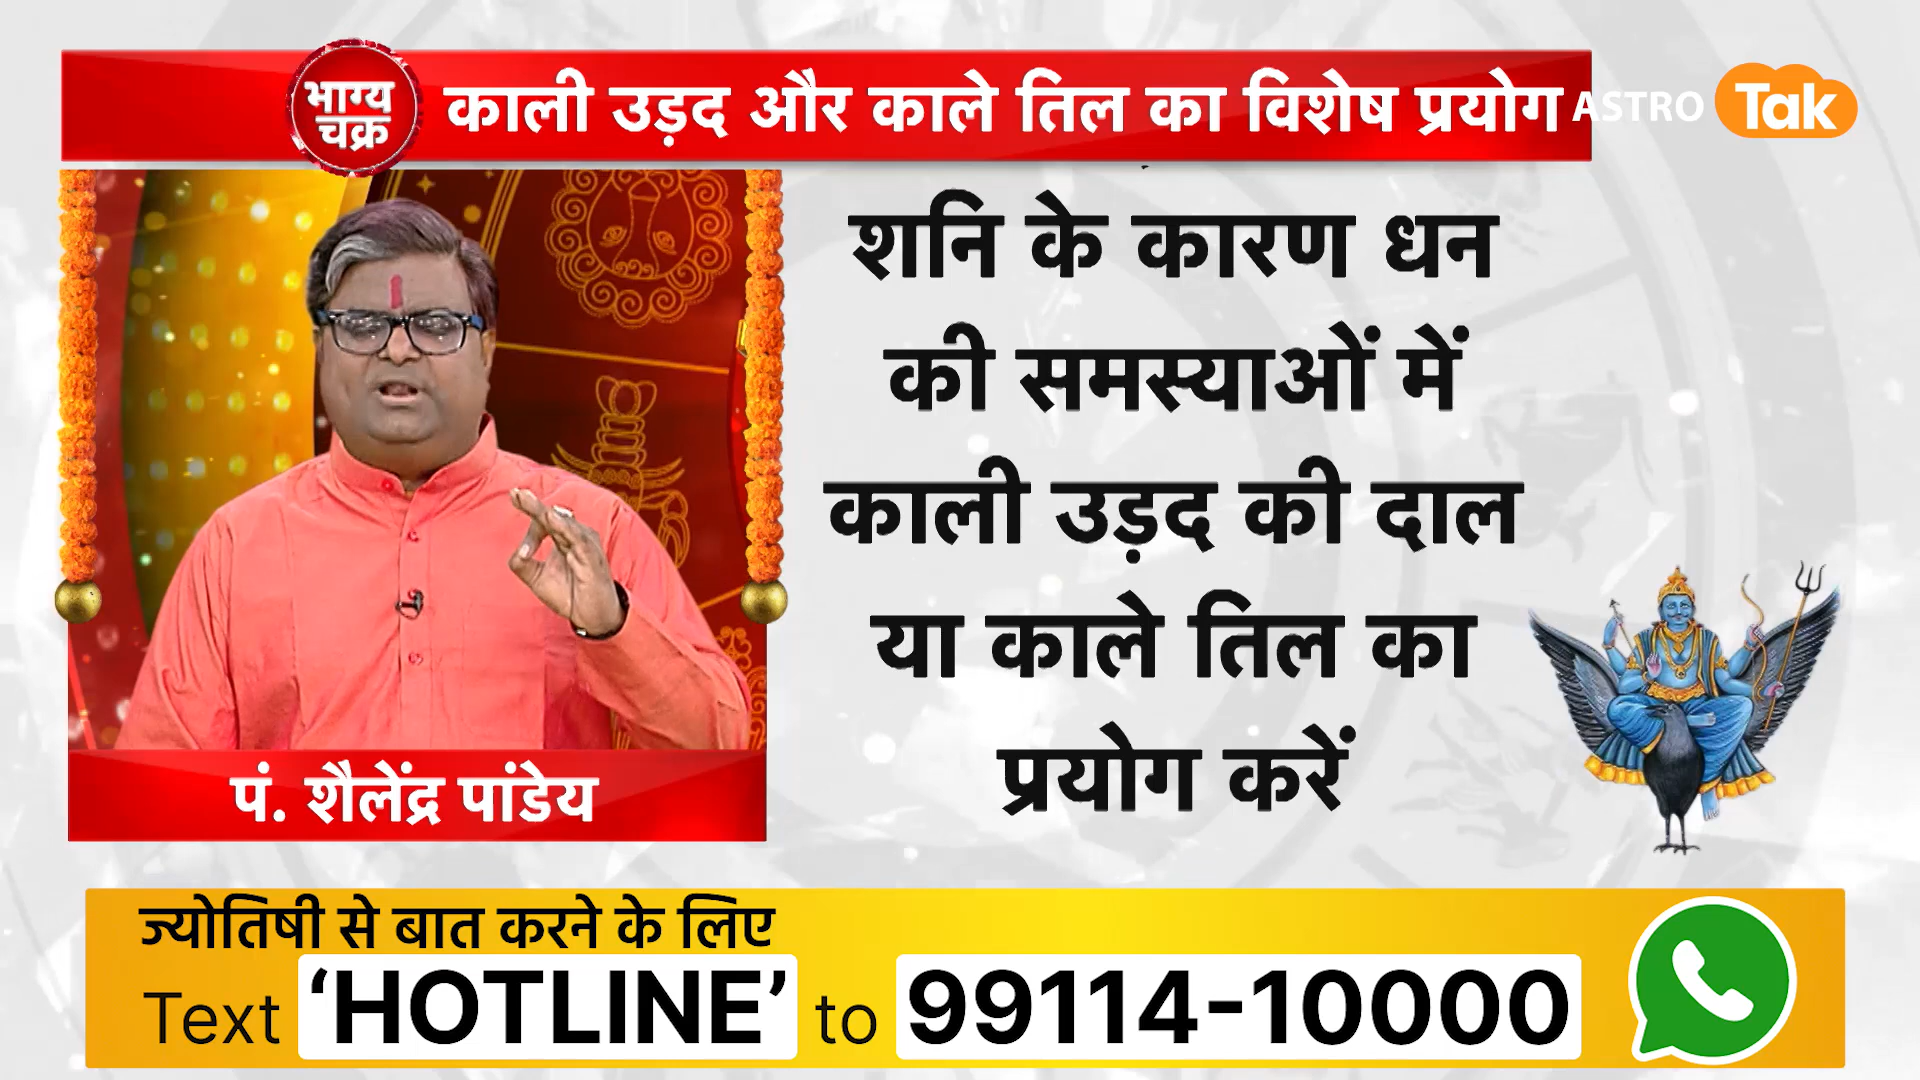 भाग्य चक्र
काली उड़द और काले तिल का विशेष प्रयोग
ASTRO Tak
शनि के कारण धन
की समस्याओं में
काली उड़द की दाल
या काले तिल का
प्रयोग करें
पं. शैलेंद्र पांडेय
ज्योतिषी से बात करने के लिए
Text ‘HOTLINE’ to 99114-10000